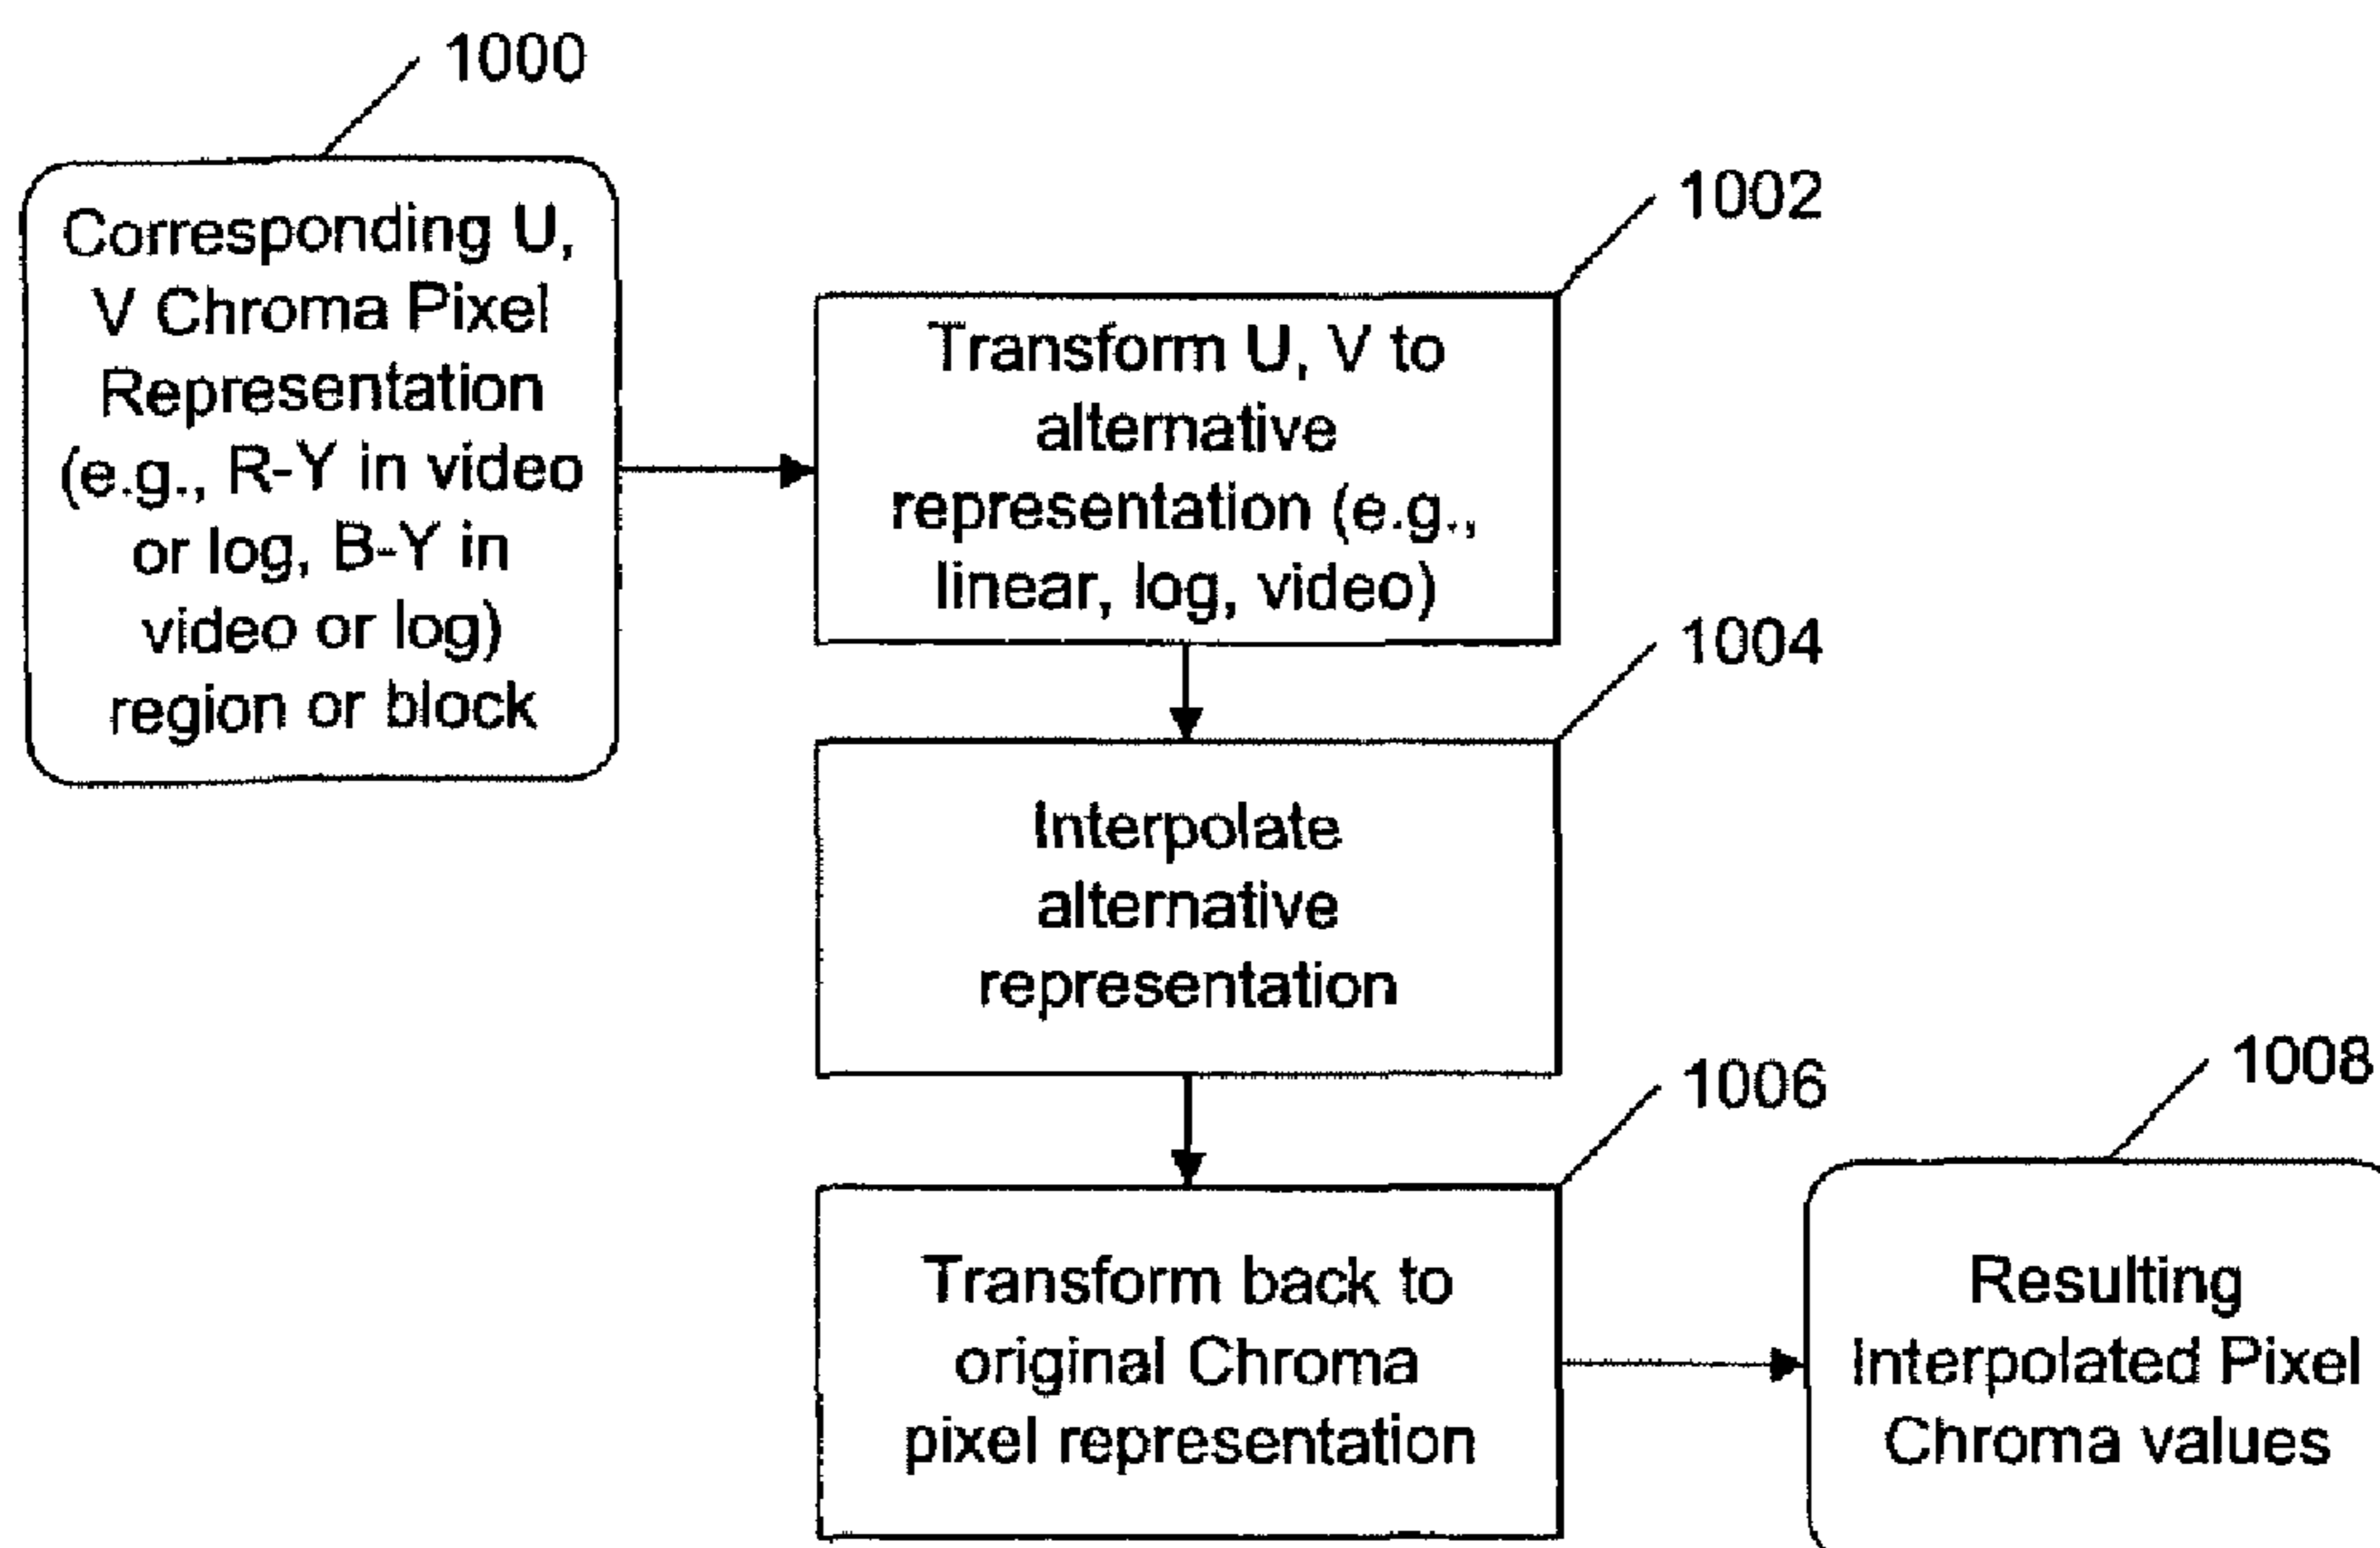 1000
Corresponding U,
V Chroma Pixel
Representation
(e.g., R-Y in video
or log, B-Y in
video or log)
region or block
1002
Transform U, V to
alternative
representation (e.g.,
linear, log, video)
1004
Interpolate
alternative
representation
1006
Transform back to
original Chroma
pixel representation
1008
Resulting
Interpolated Pixel
Chroma values